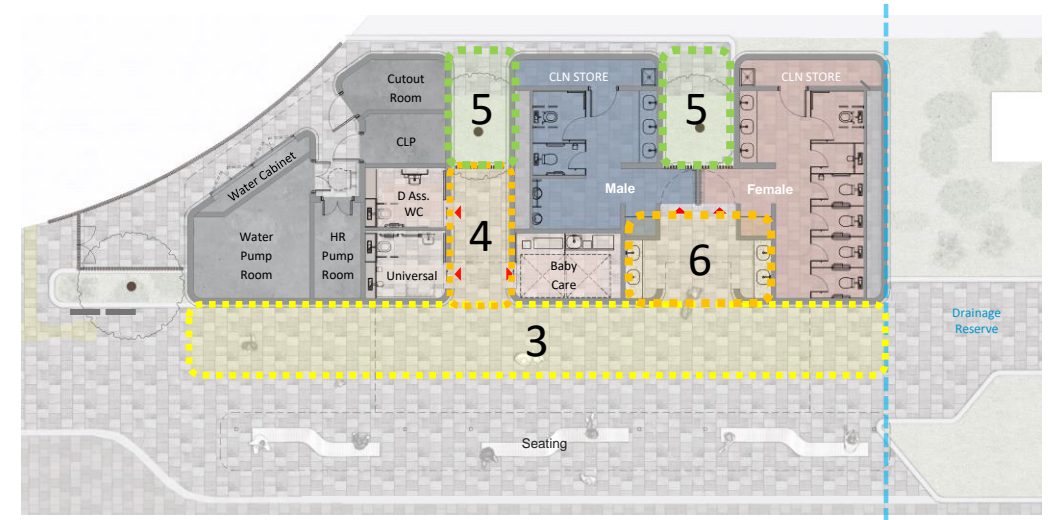 Cutout
Room
5
CLN STORE
5
CLN STORE
CLP
Water Cabinet
D Ass.
WC
Male
Female
4
Water
Pump
Room
HR
Pump
Room
Universal
Baby
Care
6
3
Drainage
Reserve
Seating